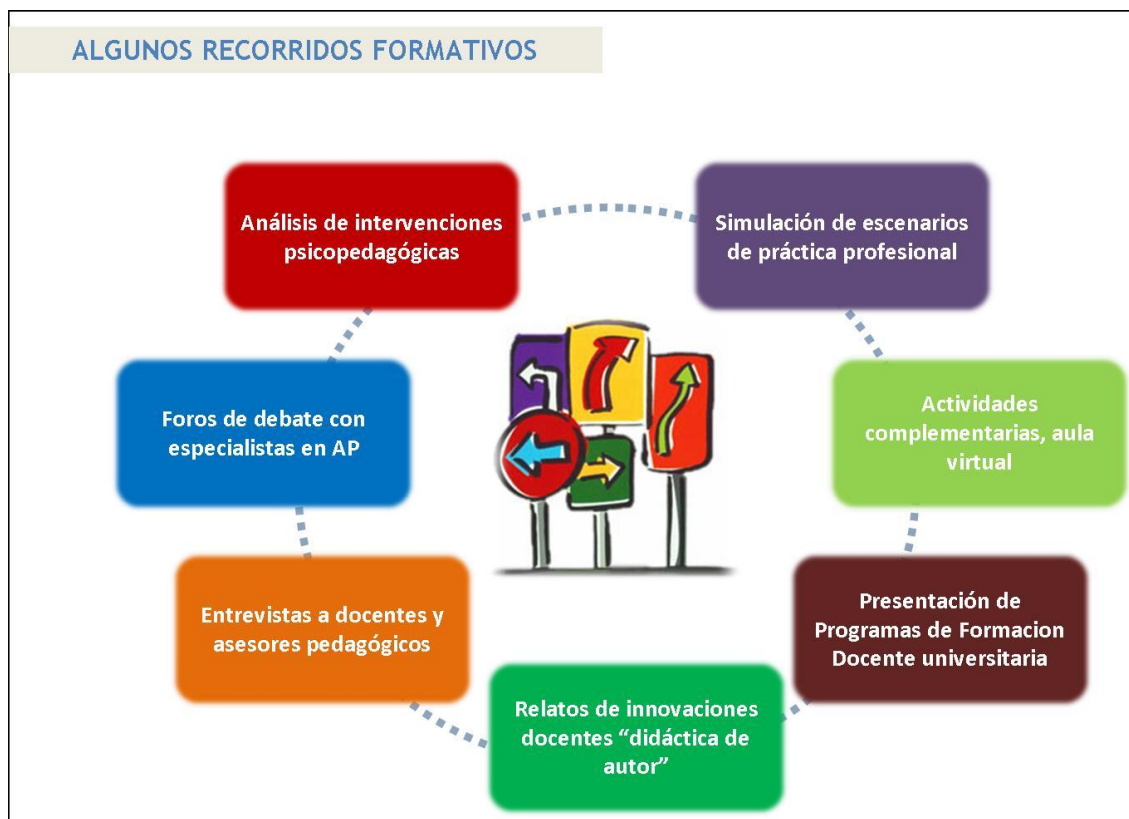 ALGUNOS RECORRIDOS FORMATIVOS
Análisis de intervenciones
psicopedagógicas
Simulación de escenarios
de práctica profesional
Foros de debate con
especialistas en AP
Actividades
complementarias, aula
virtual
Entrevistas a docentes y
asesores pedagógicos
Presentación de
Programas de Formacion
Docente universitaria
Relatos de innovaciones
docentes “didáctica de
autor”